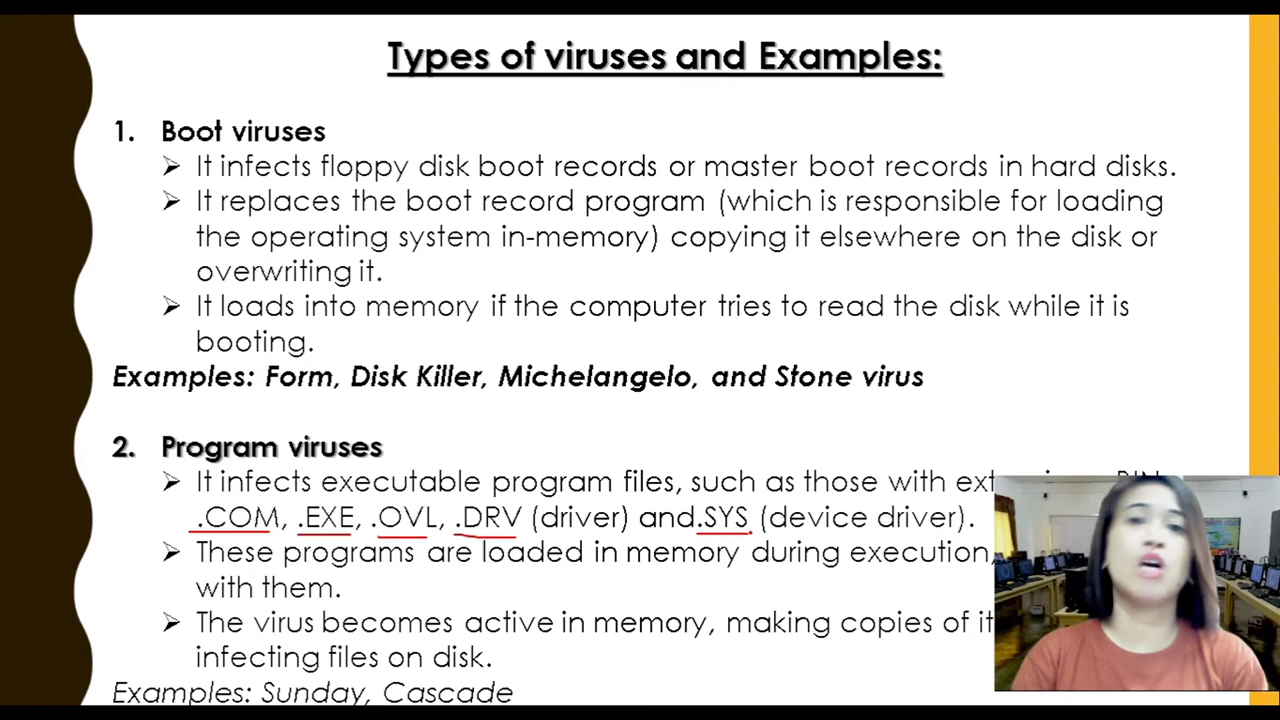 Types of viruses and Examples:
1. Boot viruses
➢ It infects floppy disk boot records or master boot records in hard disks.
➢ It replaces the boot record program (which is responsible for loading
the operating system in-memory) copying it elsewhere on the disk or
overwriting it.
➢ It loads into memory if the computer tries to read the disk while it is
booting.
Examples: Form, Disk Killer, Michelangelo, and Stone virus
2. Program viruses
➢ It infects executable program files, such as those with
.COM, .EXE, .OVL, .DRV (driver) and.SYS (device driver).
➢ These programs are loaded in memory during execution,
with them.
➢ The virus becomes active in memory, making copies of
infecting files on disk.
Examples: Sunday, Cascade